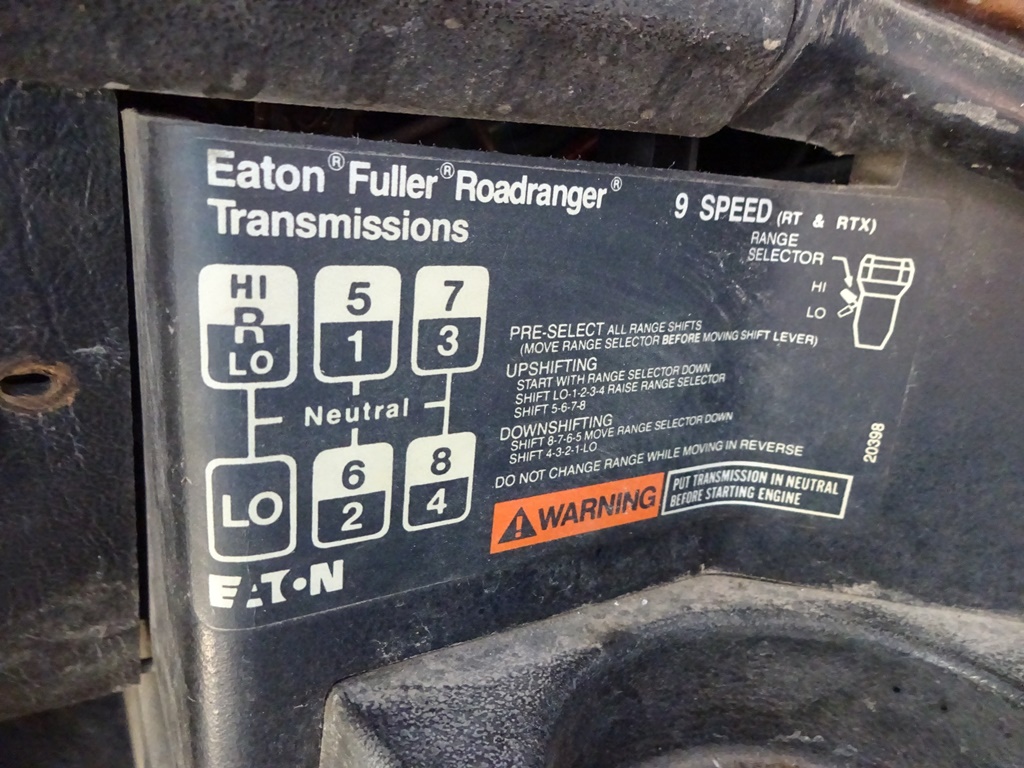 Eaton® Fuller® Roadranger®
Transmissions
9 SPEED (RT & RTX)
RANGE
SELECTOR
HI
LO
HI
R
LO
5
1
7
3
Neutral
LO
6
2
8
4
PRE-SELECT ALL RANGE SHIFTS
(MOVE RANGE SELECTOR BEFORE MOVING SHIFT LEVER)
UPSHIFTING
START WITH RANGE SELECTOR DOWN
SHIFT LO-1-2-3-4 RAISE RANGE SELECTOR
SHIFT 5-6-7-8
DOWNSHIFTING
SHIFT 8-7-6-5 MOVE RANGE SELECTOR DOWN
SHIFT 4-3-2-1-LO
DO NOT CHANGE RANGE WHILE MOVING IN REVERSE
⚠WARNING
PUT TRANSMISSION IN NEUTRAL
BEFORE STARTING ENGINE
20398
EATON